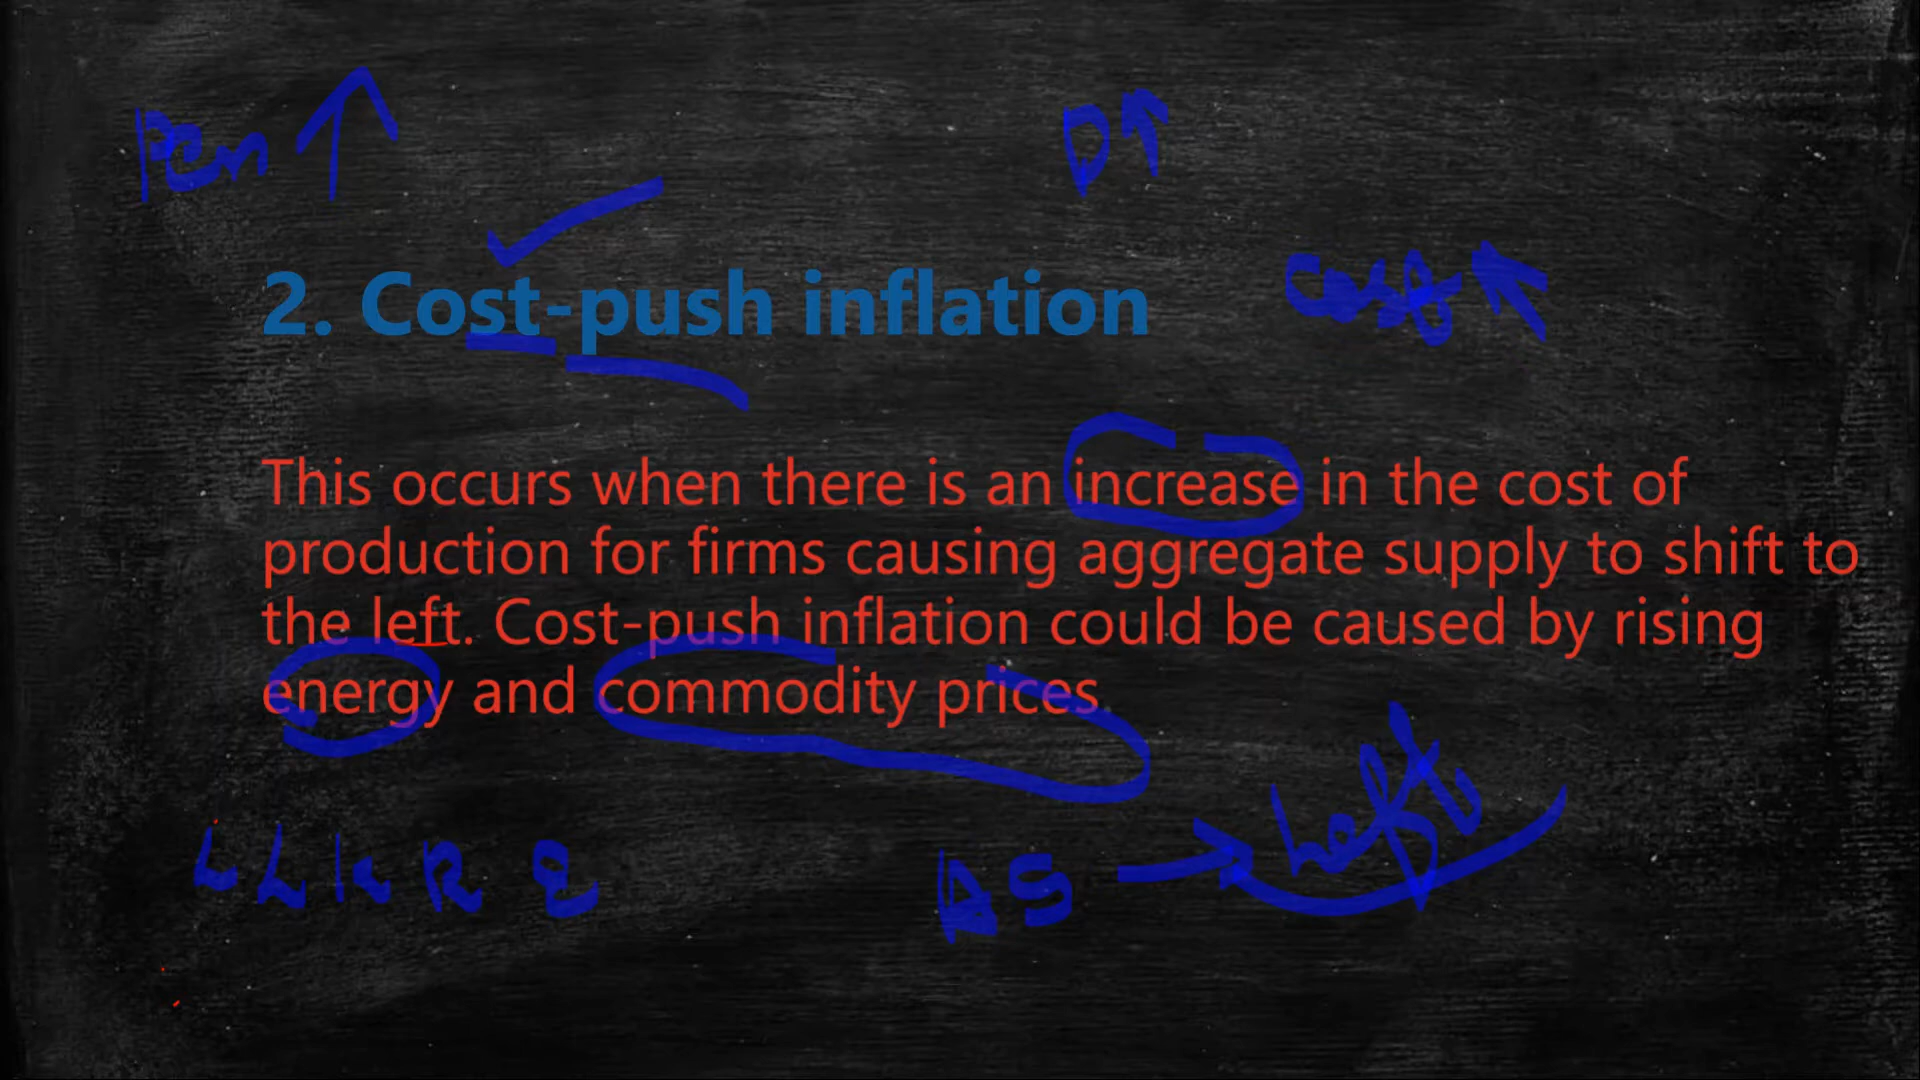 Pen ↑
P↑
2. Cost-push inflation
cost ↑
This occurs when there is an increase in the cost of
production for firms causing aggregate supply to shift to
the left. Cost-push inflation could be caused by rising
energy and commodity prices.
AS → Left